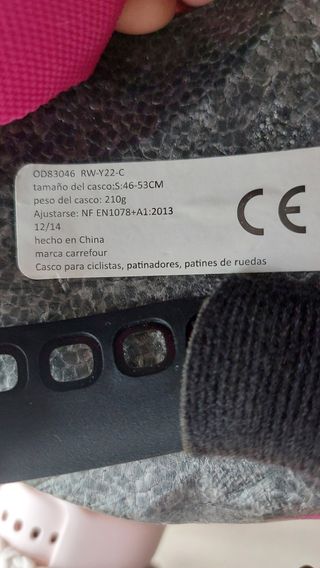 OD83046 RW-Y22-C
tamaño del casco:S:46-53CM
peso del casco: 210g
Ajustarse: NF EN1078+A1:2013
12/14
hecho en China
marca carrefour
Casco para ciclistas, patinadores, patines de ruedas
CE